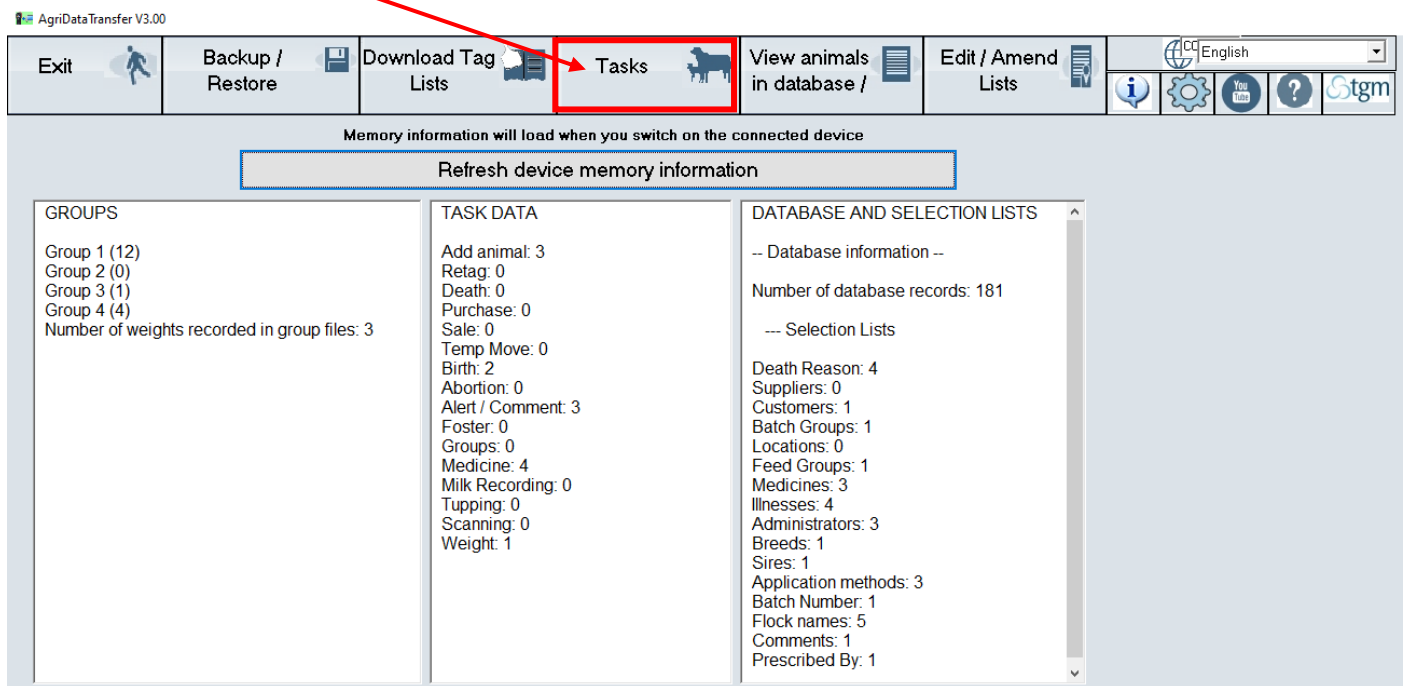 AgriDataTransfer V3.00
Exit
Backup /
Restore
Download Tag
Lists
Tasks
View animals
in database /
Edit / Amend
Lists
English
You
Tube
?
tgm
Memory information will load when you switch on the connected device
Refresh device memory information
GROUPS
Group 1 (12)
Group 2 (0)
Group 3 (1)
Group 4 (4)
Number of weights recorded in group files: 3
TASK DATA
Add animal: 3
Retag: 0
Death: 0
Purchase: 0
Sale: 0
Temp Move: 0
Birth: 2
Abortion: 0
Alert / Comment: 3
Foster: 0
Groups: 0
Medicine: 4
Milk Recording: 0
Tupping: 0
Scanning: 0
Weight: 1
DATABASE AND SELECTION LISTS
-- Database information --
Number of database records: 181
--- Selection Lists
Death Reason: 4
Suppliers: 0
Customers: 1
Batch Groups: 1
Locations: 0
Feed Groups: 1
Medicines: 3
Illnesses: 4
Administrators: 3
Breeds: 1
Sires: 1
Application methods: 3
Batch Number: 1
Flock names: 5
Comments: 1
Prescribed By: 1